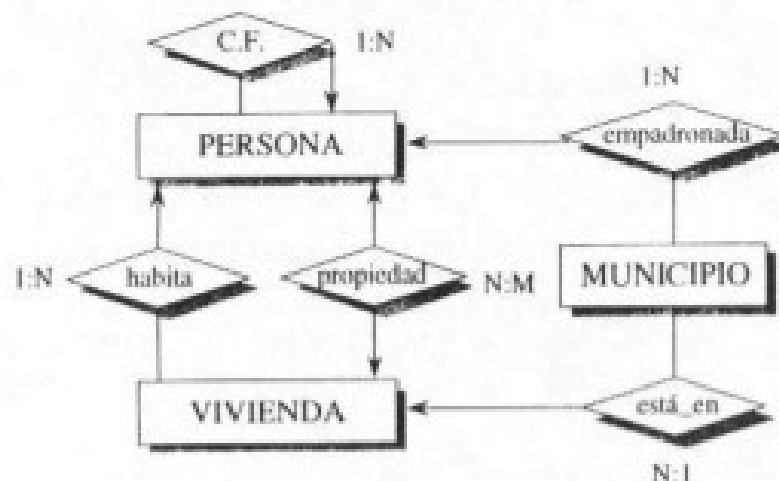 C.F.
1:N
1:N
PERSONA
empadronada
1:N
habita
propiedad
N:M
MUNICIPIO
VIVIENDA
está_en
N:1